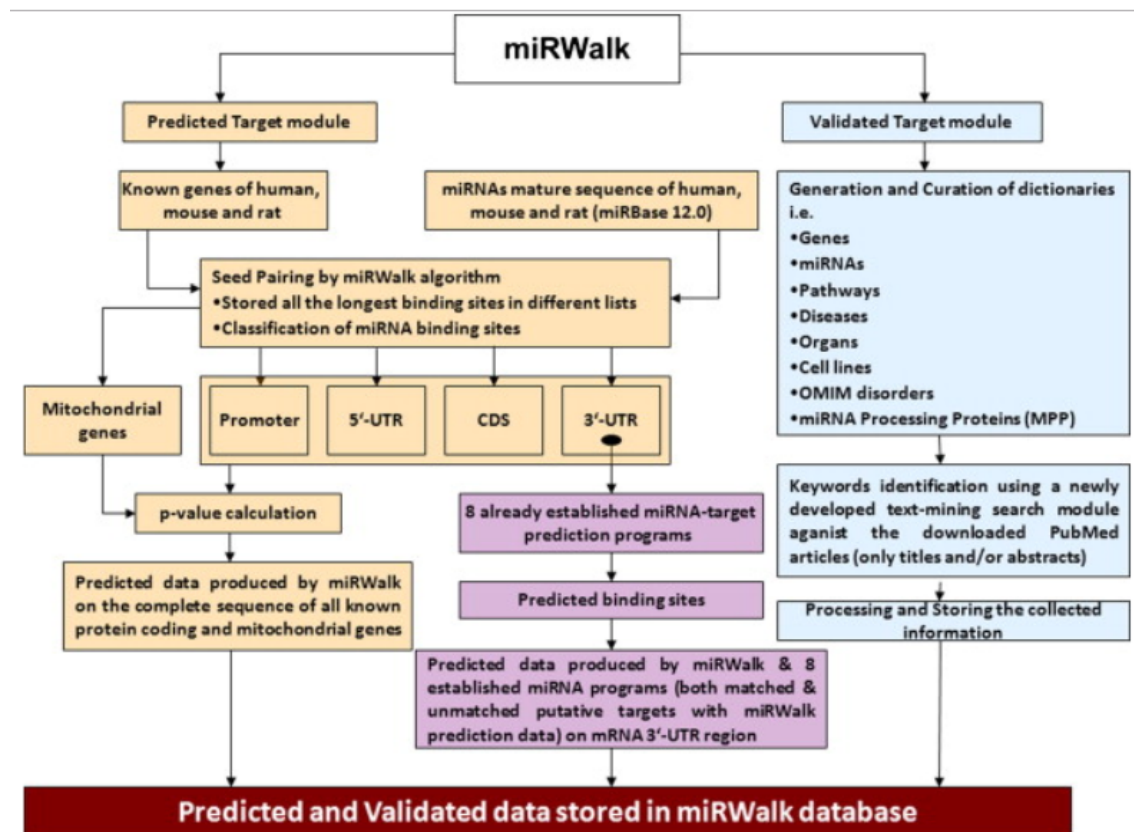 miRWalk
Predicted Target module
Validated Target module
Known genes of human,
mouse and rat
miRNAs mature sequence of human,
mouse and rat (miRBase 12.0)
Generation and Curation of dictionaries
i.e.
•Genes
•miRNAs
•Pathways
•Diseases
•Organs
•Cell lines
•OMIM disorders
•miRNA Processing Proteins (MPP)
Seed Pairing by miRWalk algorithm
•Stored all the longest binding sites in different lists
•Classification of miRNA binding sites
Mitochondrial
genes
Promoter
5‘-UTR
CDS
3‘-UTR
p-value calculation
8 already established miRNA-target
prediction programs
Keywords identification using a newly
developed text-mining search module
aganist the downloaded PubMed
articles (only titles and/or abstracts)
Predicted data produced by miRWalk
on the complete sequence of all known
protein coding and mitochondrial genes
Predicted binding sites
Processing and Storing the collected
information
Predicted data produced by miRWalk & 8
established miRNA programs (both matched &
unmatched putative targets with miRWalk
prediction data) on mRNA 3‘-UTR region
Predicted and Validated data stored in miRWalk database